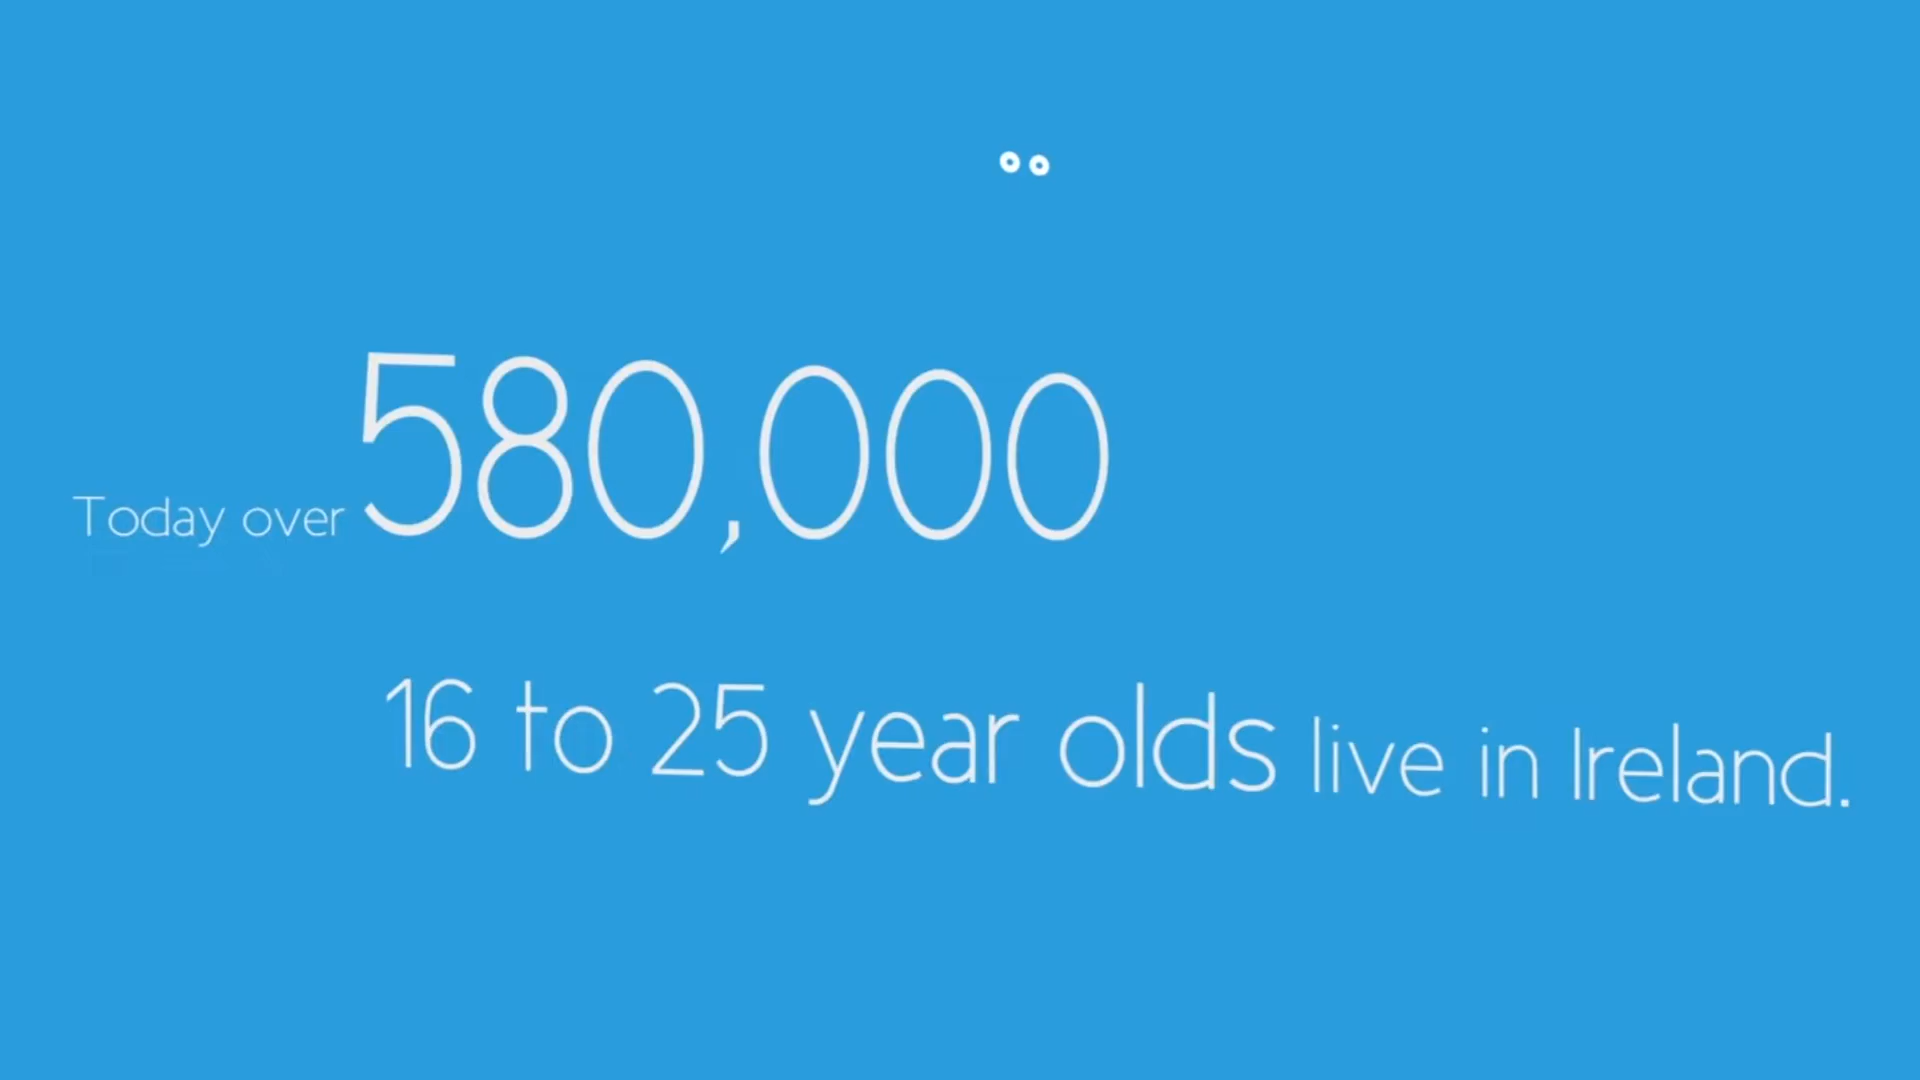 Today over 580,000
16 to 25 year olds live in Ireland.